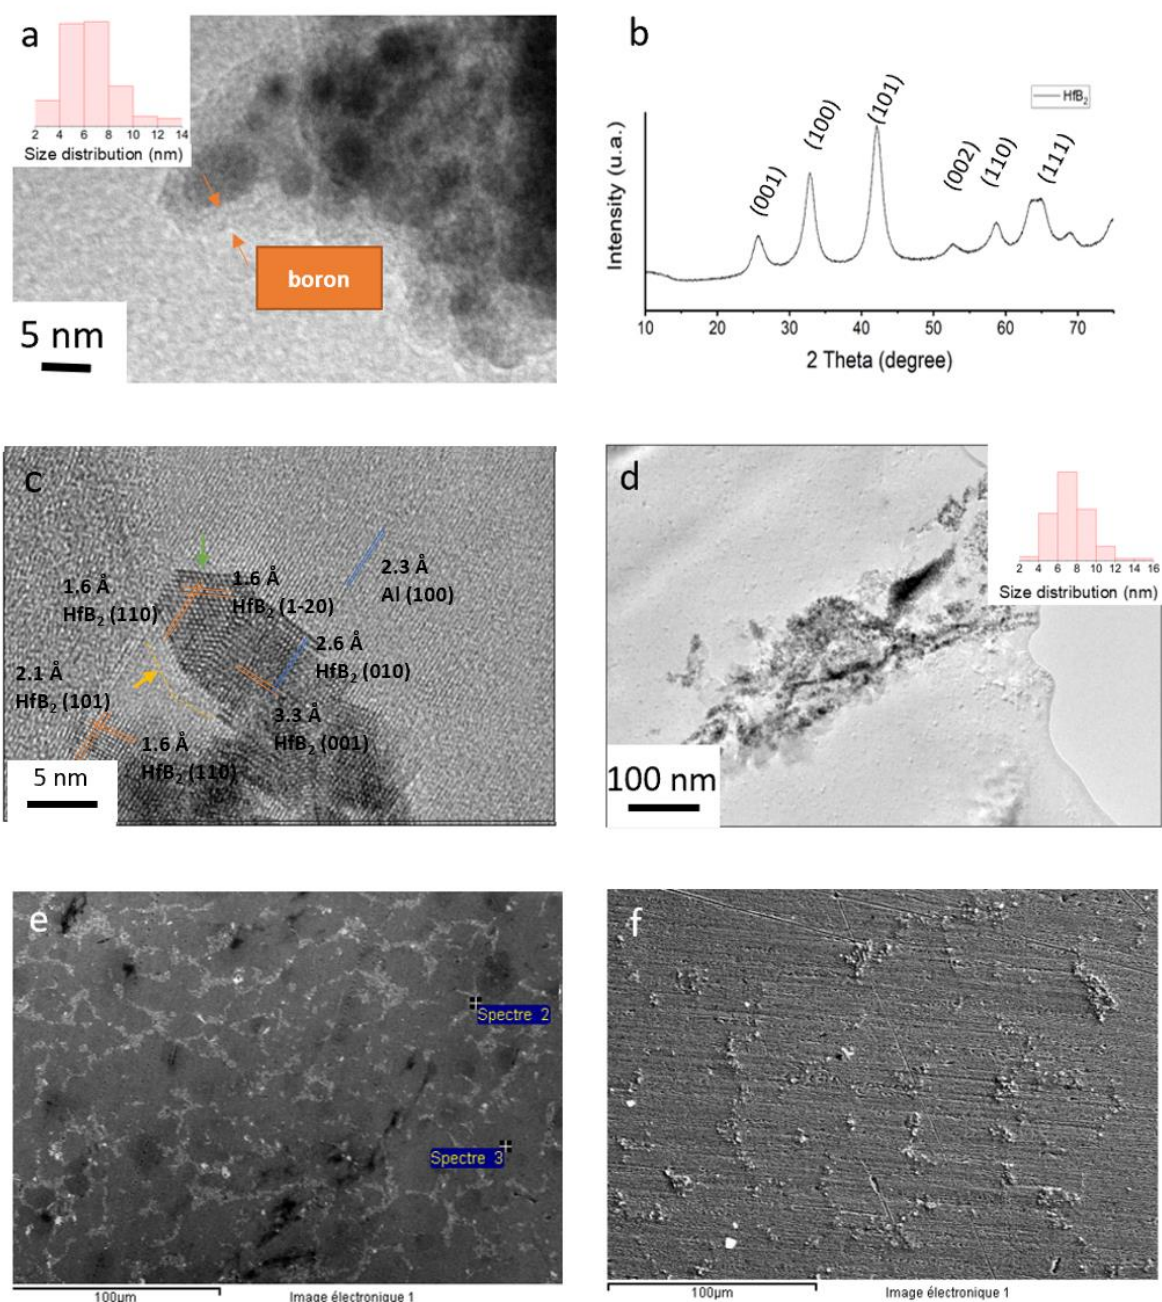 a
2 4 6 8 10 12 14
Size distribution (nm)
boron
5 nm
b
HfB2
(001)
(100)
(101)
(002)
(110)
(111)
Intensity (u.a.)
10 20 30 40 50 60 70
2 Theta (degree)
c
1.6 Å
HfB2 (110)
1.6 Å
HfB2 (1-20)
2.3 Å
Al (100)
2.6 Å
HfB2 (010)
2.1 Å
HfB2 (101)
3.3 Å
HfB2 (001)
1.6 Å
HfB2 (110)
5 nm
d
2 4 6 8 10 12 14 16
Size distribution (nm)
100 nm
e
Spectre 2
Spectre 3
100µm
Image électronique 1
f
100µm
Image électronique 1